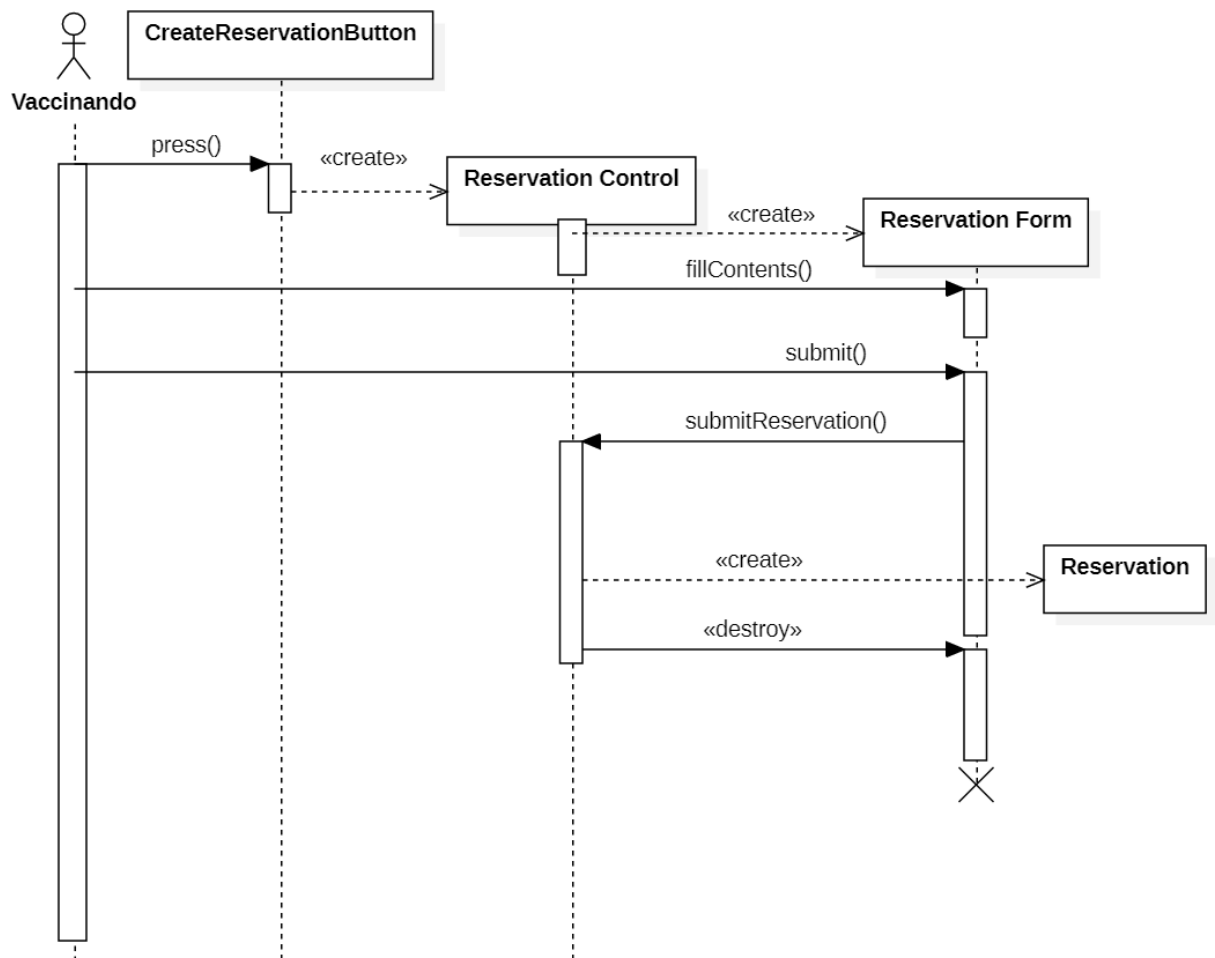 CreateReservationButton
Vaccinando
press()
«create»
Reservation Control
«create»
Reservation Form
fillContents()
submit()
submitReservation()
«create»
Reservation
«destroy»